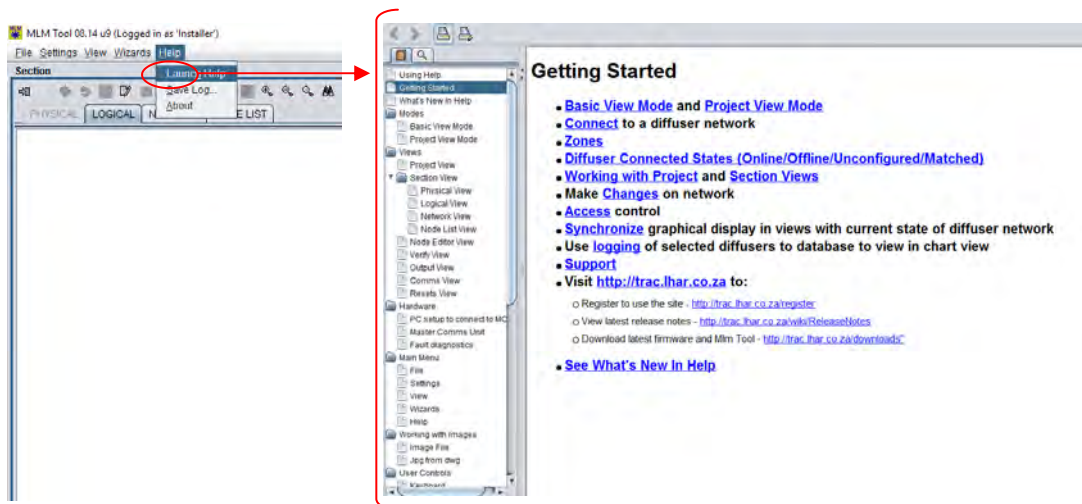 MLM Tool 08.14 u9 (Logged in as 'Installer')
File Settings View Wizards Help
Section
Launch Help
Save Log...
About
PHYSICAL LOGICAL N E LIST
Using Help
Getting Started
What's New In Help
Modes
Basic View Mode
Project View Mode
Views
Project View
Section View
Physical View
Logical View
Network View
Node List View
Node Editor View
Verify View
Output View
Comms View
Resets View
Hardware
PC setup to connect to MC
Master Comms Unit
Fault diagnostics
Main Menu
File
Settings
View
Wizards
Help
Working with Images
Image File
Jpg from dwg
User Controls
Keyboard
Getting Started
Basic View Mode and Project View Mode
Connect to a diffuser network
Zones
Diffuser Connected States (Online/Offline/Unconfigured/Matched)
Working with Project and Section Views
Make Changes on network
Access control
Synchronize graphical display in views with current state of diffuser network
Use logging of selected diffusers to database to view in chart view
Support
Visit http://trac.lhar.co.za to:
Register to use the site - http://trac.lhar.co.za/register
View latest release notes - http://trac.lhar.co.za/wiki/ReleaseNotes
Download latest firmware and Mlm Tool - http://trac.lhar.co.za/downloads"
See What's New In Help